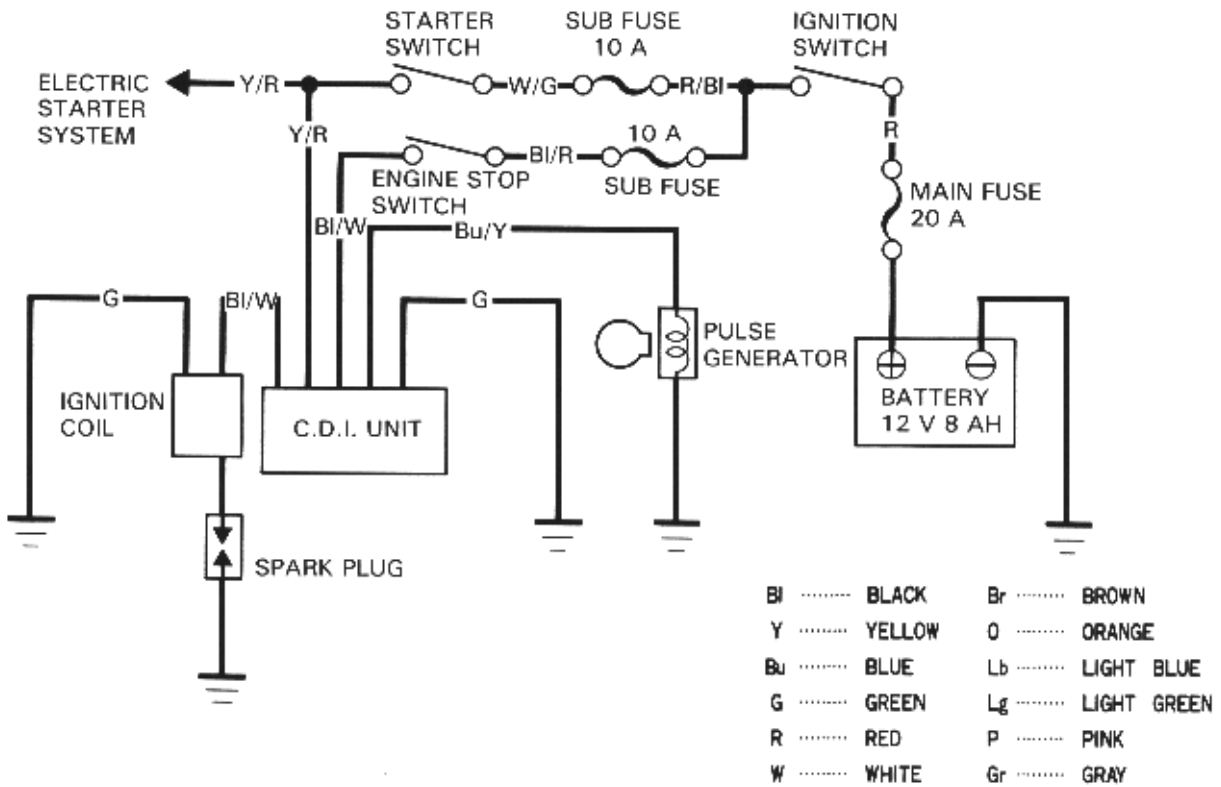 STARTER
SWITCH
SUB FUSE
10 A
IGNITION
SWITCH
ELECTRIC
STARTER
SYSTEM
Y/R
W/G
R/Bl
Y/R
R
10 A
Bl/R
SUB FUSE
ENGINE STOP
SWITCH
MAIN FUSE
20 A
Bl/W
Bu/Y
G
Bl/W
G
PULSE
GENERATOR
BATTERY
12 V 8 AH
IGNITION
COIL
C.D.I. UNIT
SPARK PLUG
Bl ········ BLACK
Y ········ YELLOW
Bu ········ BLUE
G ········ GREEN
R ········ RED
W ········ WHITE
Br ········ BROWN
O ········ ORANGE
Lb ········ LIGHT BLUE
Lg ········ LIGHT GREEN
P ········ PINK
Gr ········ GRAY